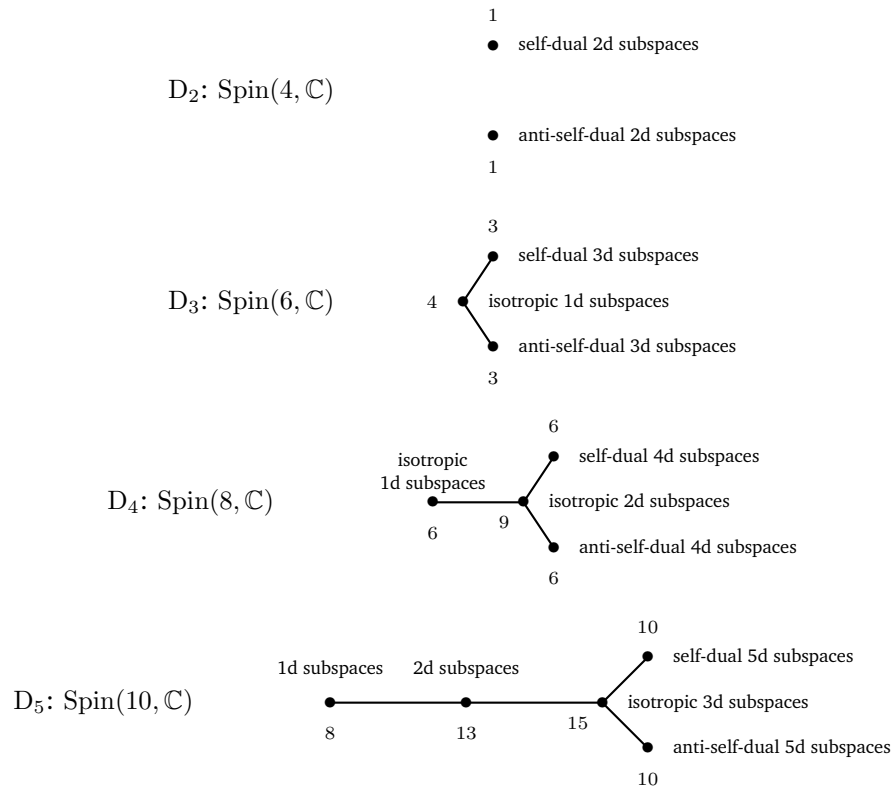 1
self-dual 2d subspaces
D₂: Spin(4, ℂ)
anti-self-dual 2d subspaces
1
3
self-dual 3d subspaces
D₃: Spin(6, ℂ)
4
isotropic 1d subspaces
anti-self-dual 3d subspaces
3
6
self-dual 4d subspaces
isotropic
1d subspaces
D₄: Spin(8, ℂ)
isotropic 2d subspaces
6
9
anti-self-dual 4d subspaces
6
10
self-dual 5d subspaces
1d subspaces
2d subspaces
D₅: Spin(10, ℂ)
isotropic 3d subspaces
8
13
15
anti-self-dual 5d subspaces
10